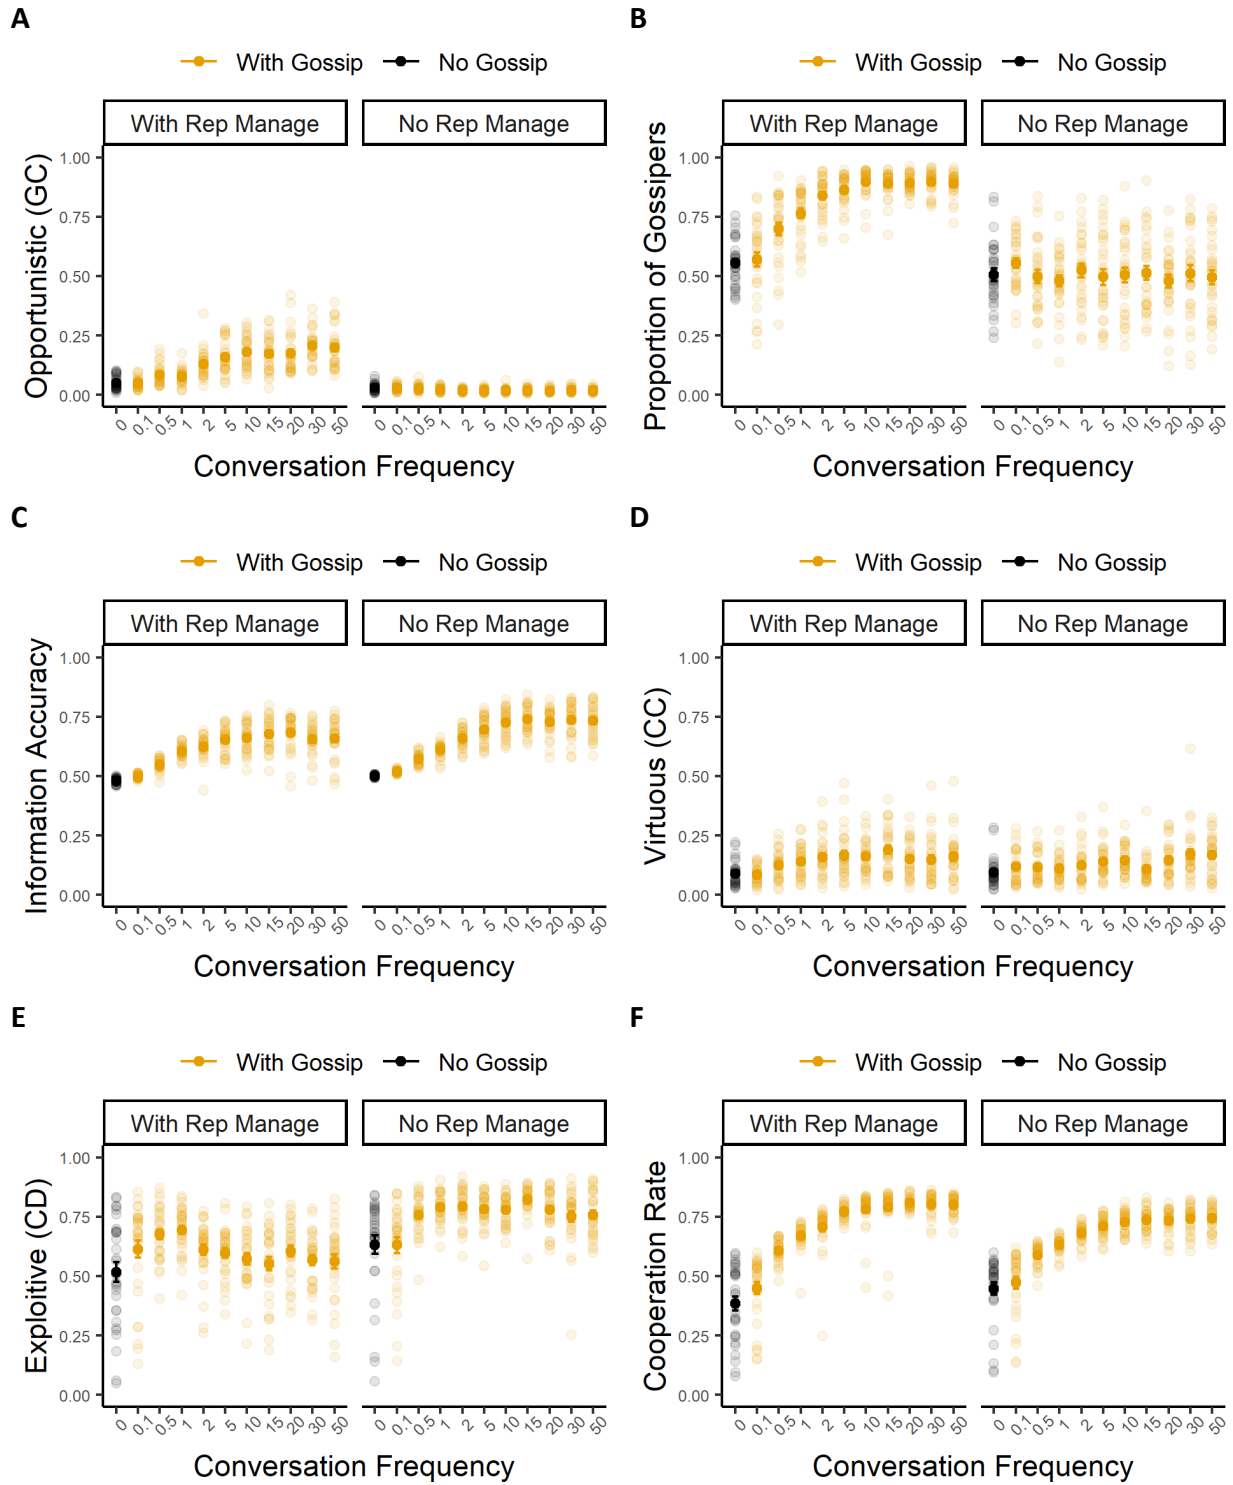 A
With Gossip No Gossip
With Rep Manage No Rep Manage
Opportunistic (GC)
1.00
0.75
0.50
0.25
0.00
0 0.1 0.5 1 2 5 10 15 20 30 50 0 0.1 0.5 1 2 5 10 15 20 30 50
Conversation Frequency
B
With Gossip No Gossip
With Rep Manage No Rep Manage
Proportion of Gossipers
1.00
0.75
0.50
0.25
0.00
0 0.1 0.5 1 2 5 10 15 20 30 50 0 0.1 0.5 1 2 5 10 15 20 30 50
Conversation Frequency
C
With Gossip No Gossip
With Rep Manage No Rep Manage
Information Accuracy
1.00
0.75
0.50
0.25
0.00
0 0.1 0.5 1 2 5 10 15 20 30 50 0 0.1 0.5 1 2 5 10 15 20 30 50
Conversation Frequency
D
With Gossip No Gossip
With Rep Manage No Rep Manage
Virtuous (CC)
1.00
0.75
0.50
0.25
0.00
0 0.1 0.5 1 2 5 10 15 20 30 50 0 0.1 0.5 1 2 5 10 15 20 30 50
Conversation Frequency
E
With Gossip No Gossip
With Rep Manage No Rep Manage
Exploitive (CD)
1.00
0.75
0.50
0.25
0.00
0 0.1 0.5 1 2 5 10 15 20 30 50 0 0.1 0.5 1 2 5 10 15 20 30 50
Conversation Frequency
F
With Gossip No Gossip
With Rep Manage No Rep Manage
Cooperation Rate
1.00
0.75
0.50
0.25
0.00
0 0.1 0.5 1 2 5 10 15 20 30 50 0 0.1 0.5 1 2 5 10 15 20 30 50
Conversation Frequency